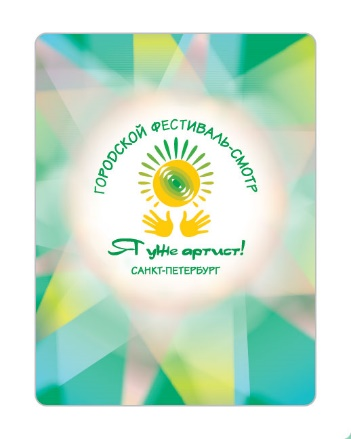 ГОРОДСКОЙ ФЕСТИВАЛЬ-СМОТР
Я уже артист!
САНКТ-ПЕТЕРБУРГ